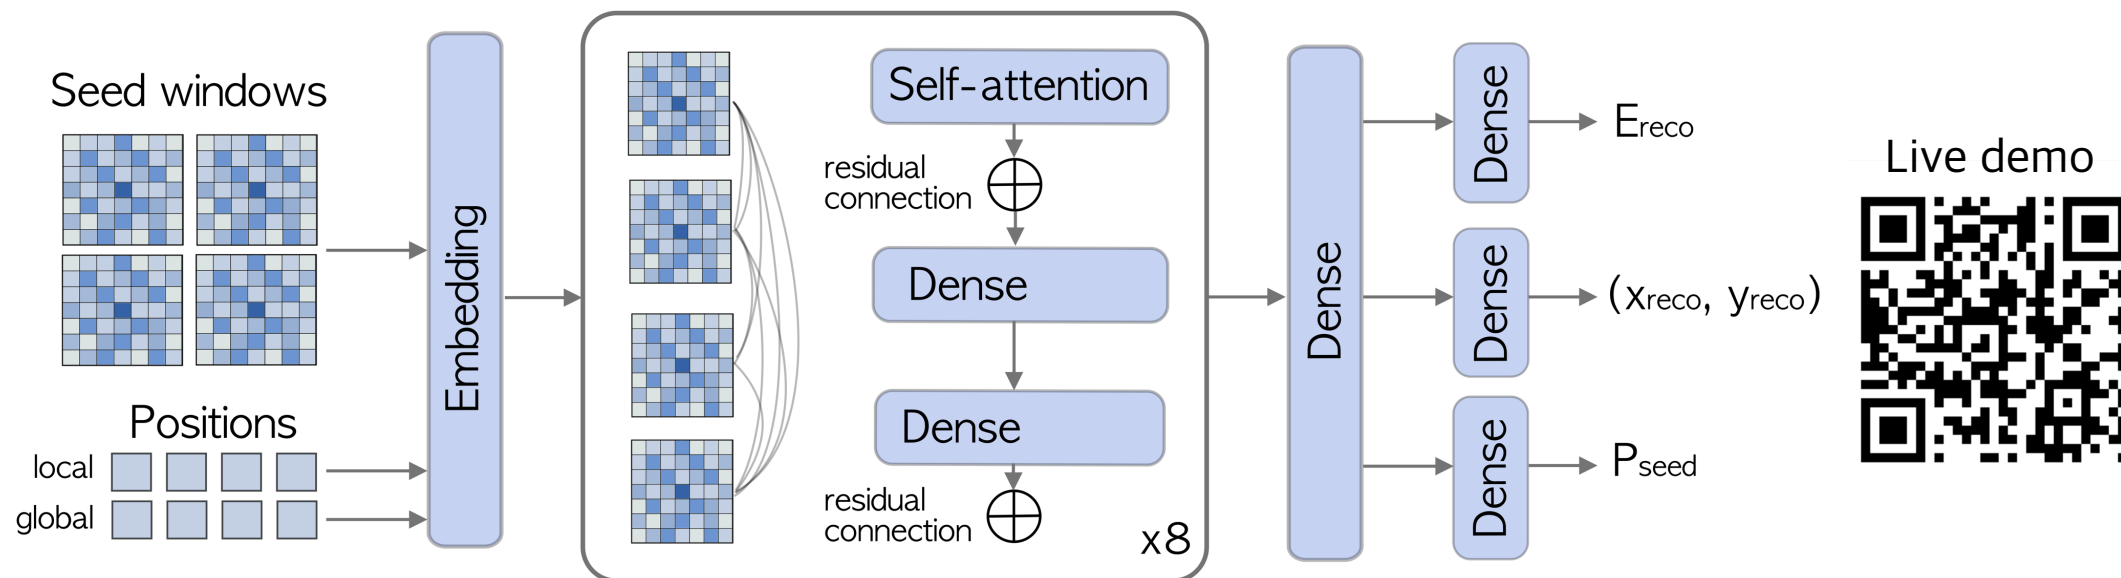 Seed windows
Positions
local
global
Embedding
Self-attention
residual
connection
Dense
Dense
residual
connection
x8
Dense
Dense
Dense
Dense
Ereco
(xreco, yreco)
Pseed
Live demo